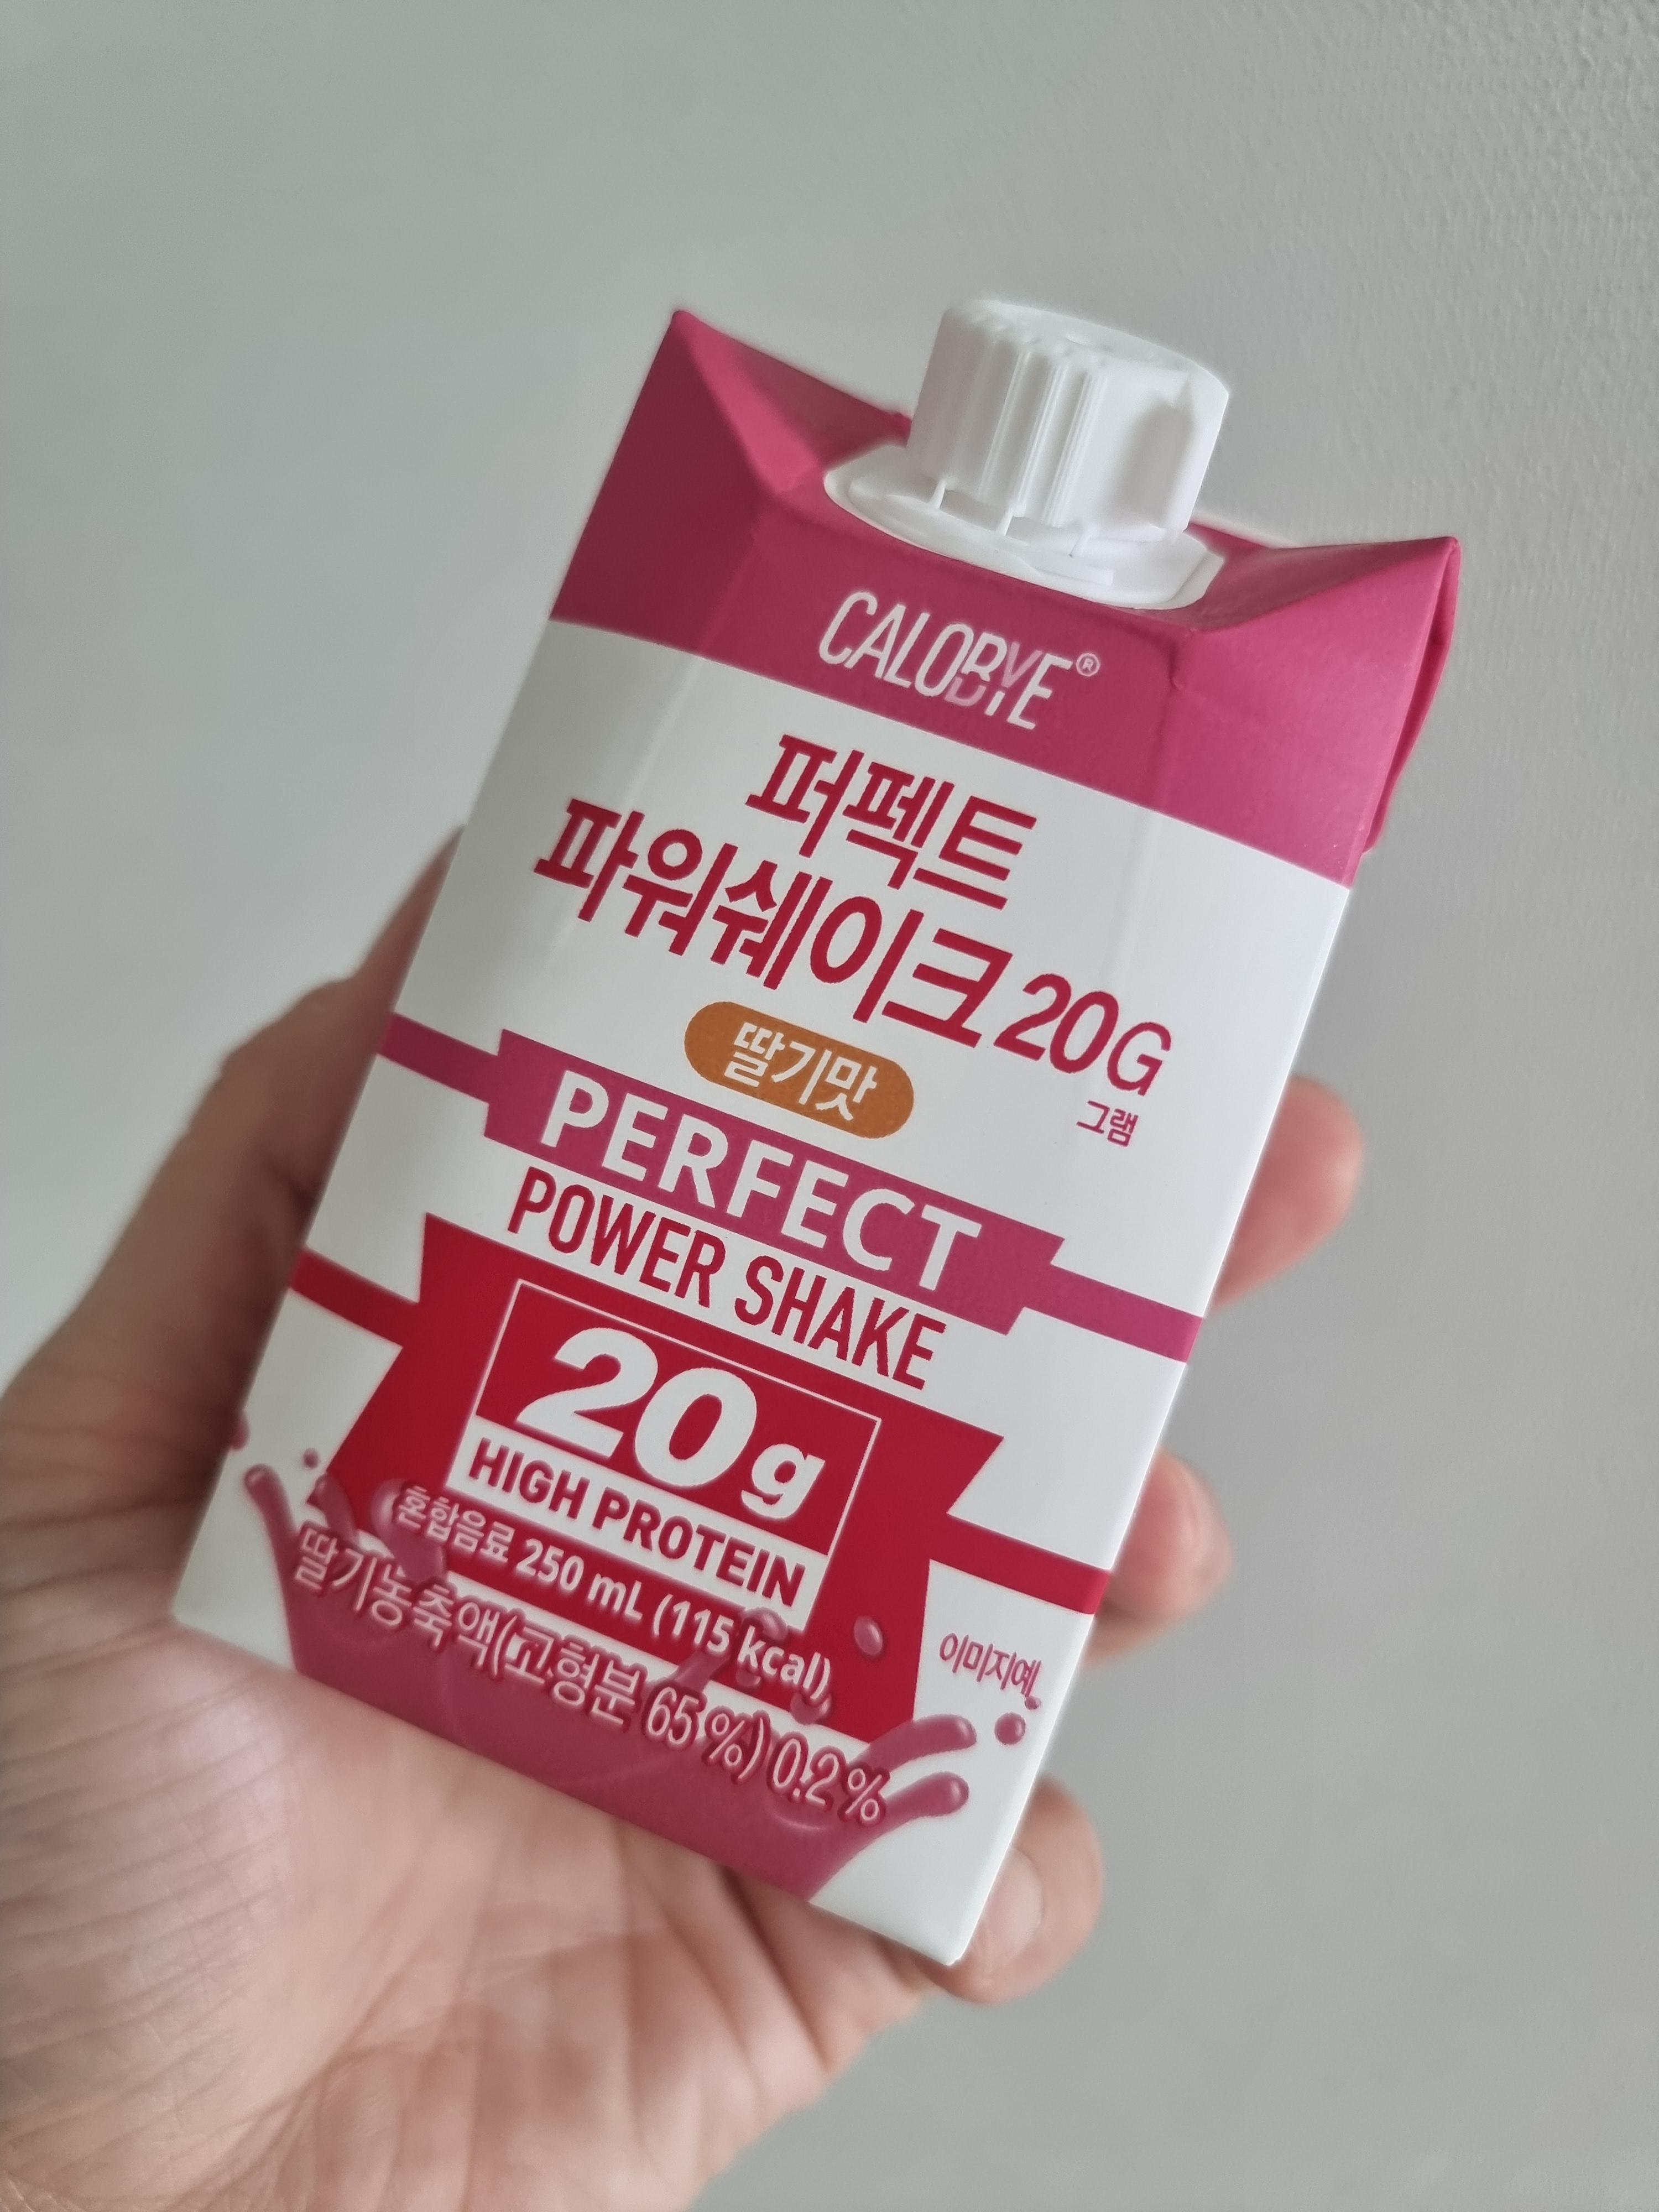 CALOBYE®
퍼펙트
파워쉐이크 20G
그램
딸기맛
PERFECT
POWER SHAKE
20g
HIGH PROTEIN
혼합음료 250 mL (115 kcal)
딸기농축액(고형분 65 %) 0.2 %
이미지예